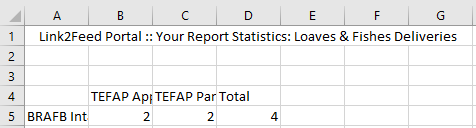 A B C D E F G
1 Link2Feed Portal :: Your Report Statistics: Loaves & Fishes Deliveries
2
3
4 TEFAP App TEFAP Par Total
5 BRAFB Int 2 2 4